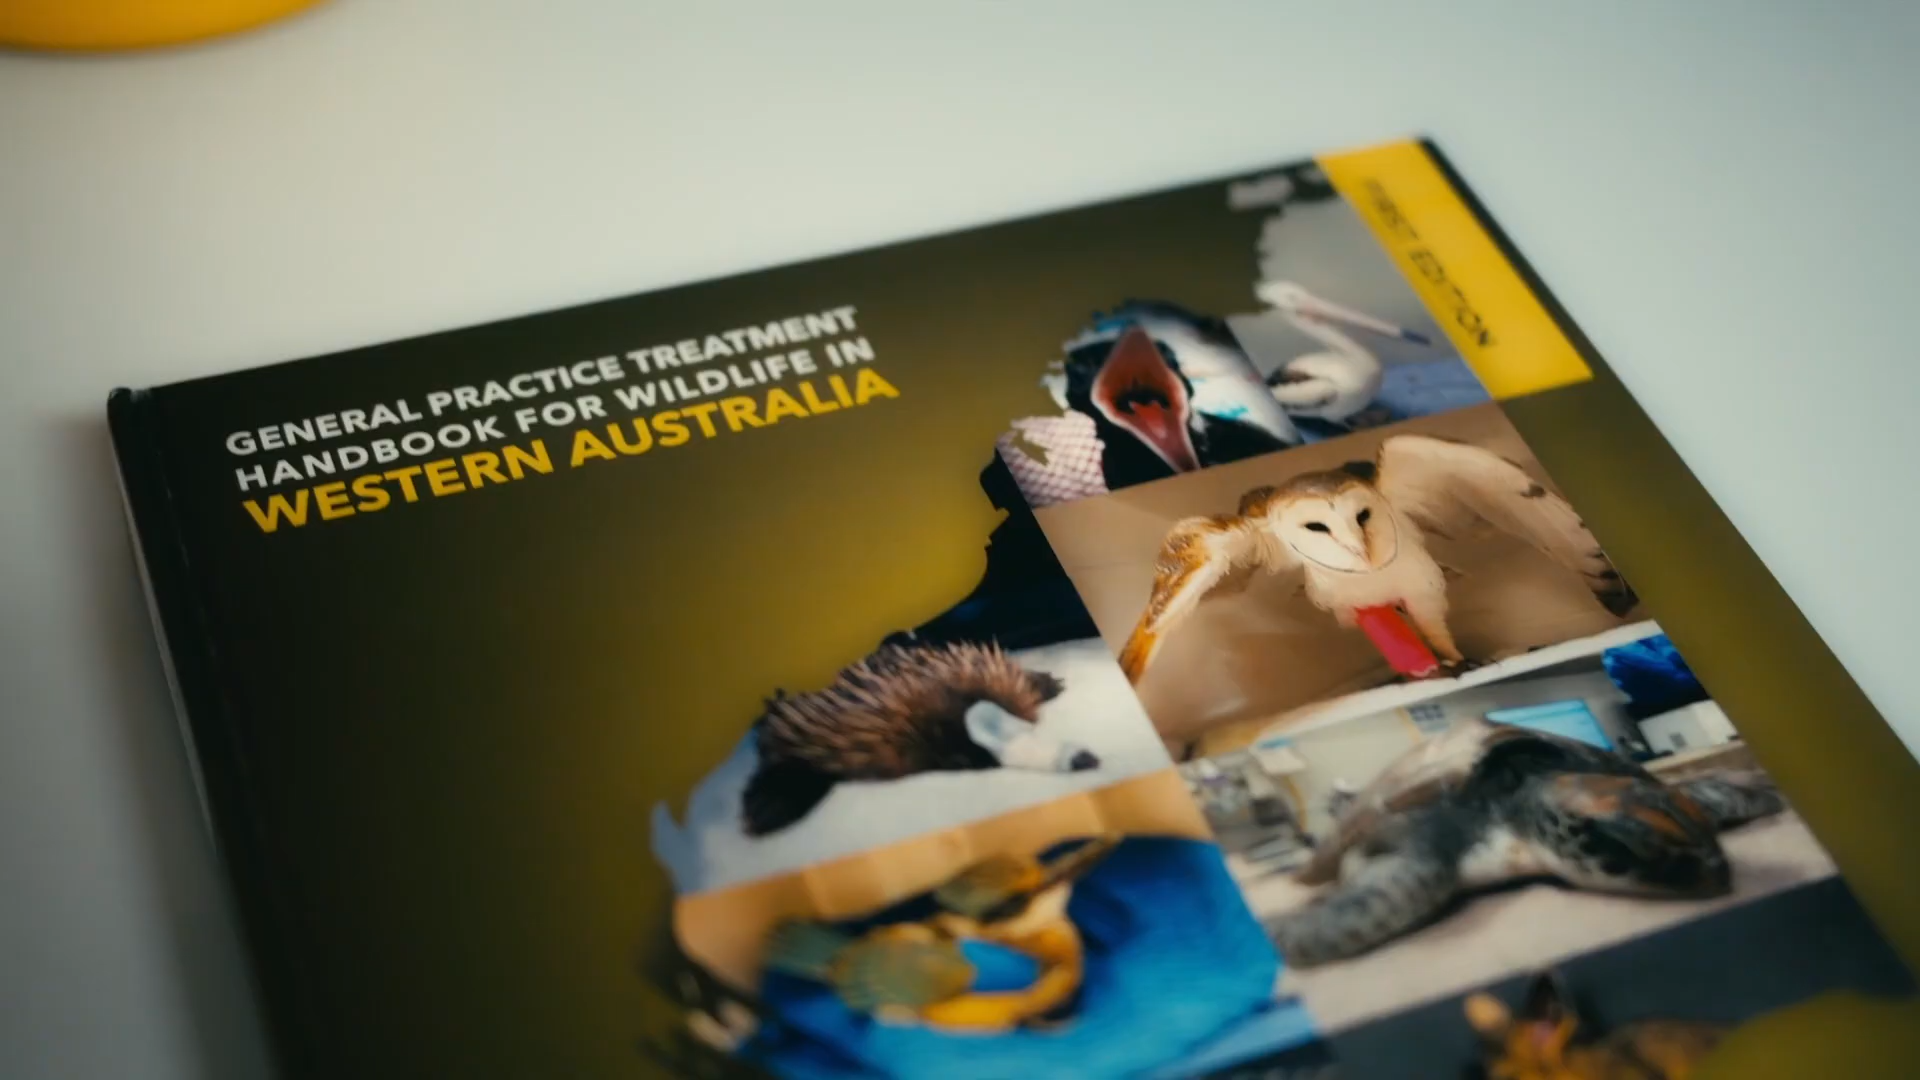 GENERAL PRACTICE TREATMENT
HANDBOOK FOR WILDLIFE IN
WESTERN AUSTRALIA
FIRST EDITION